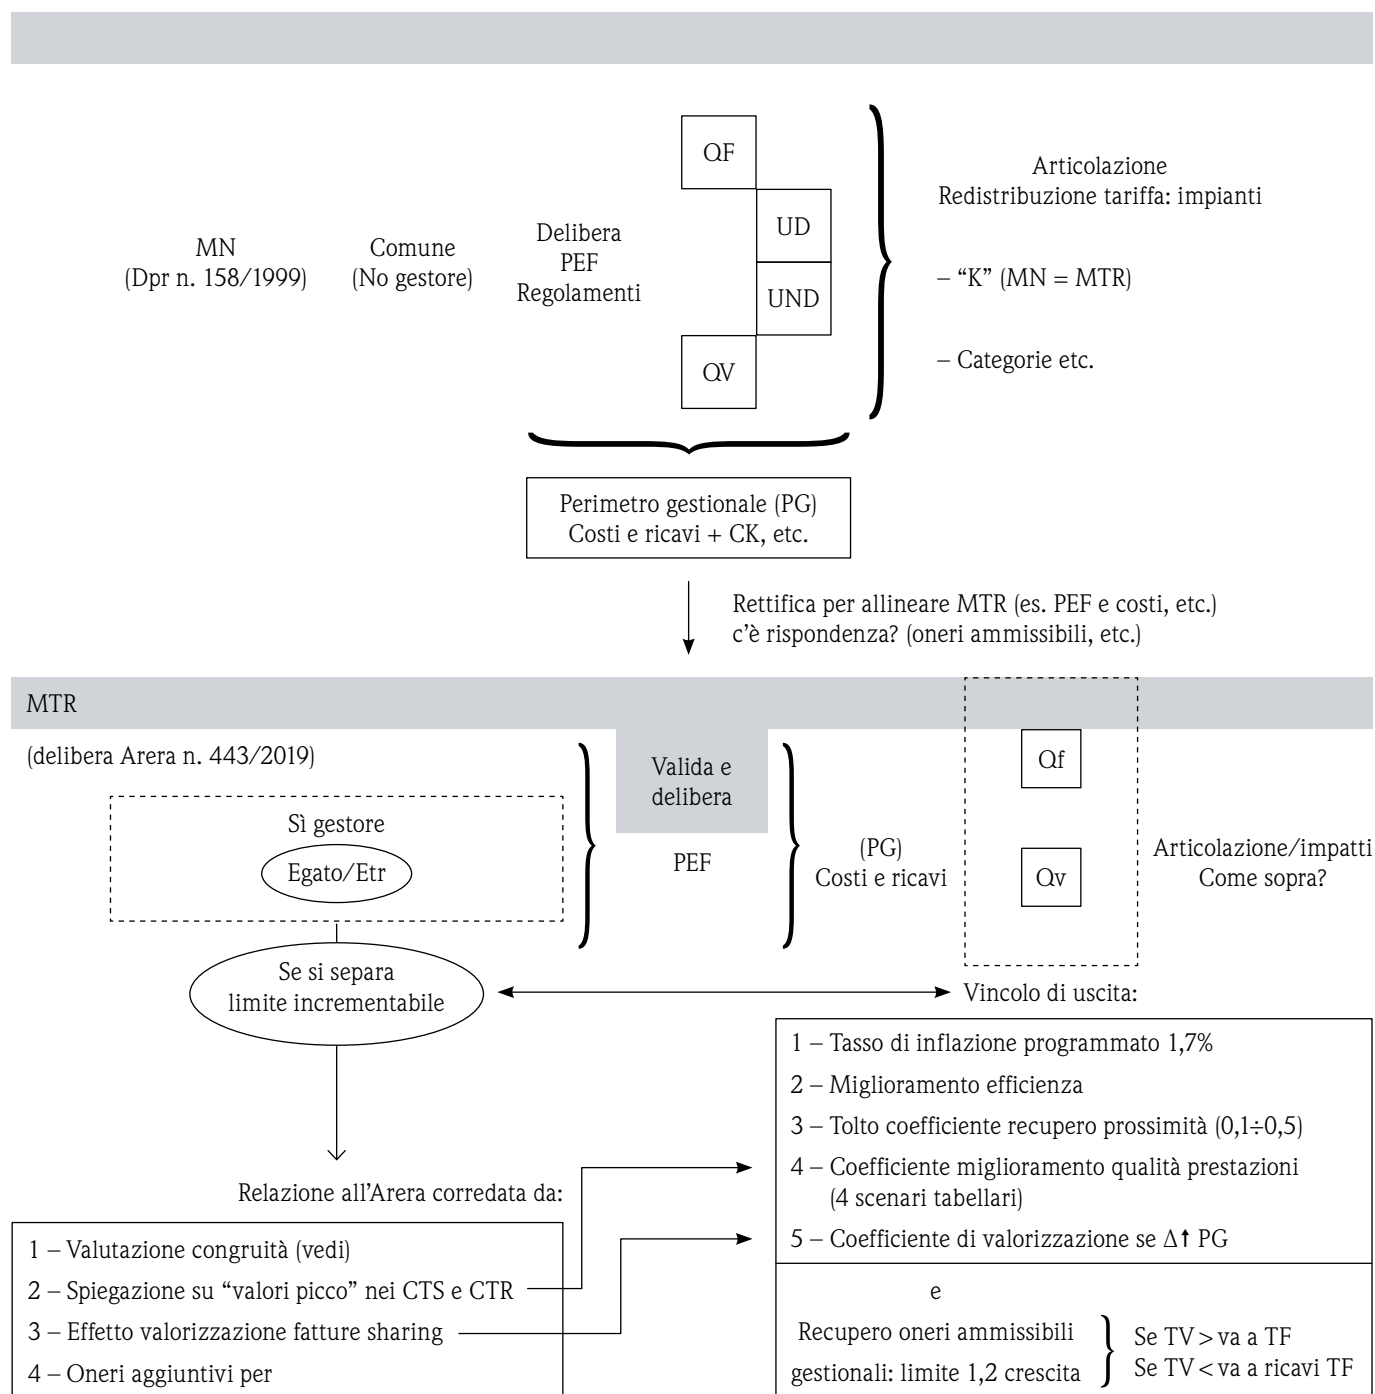 MN
(Dpr n. 158/1999)
Comune
(No gestore)
Delibera
PEF
Regolamenti
QF
UD
UND
QV
Articolazione
Redistribuzione tariffa: impianti
– “K” (MN = MTR)
– Categorie etc.
Perimetro gestionale (PG)
Costi e ricavi + CK, etc.
Rettifica per allineare MTR (es. PEF e costi, etc.)
c’è rispondenza? (oneri ammissibili, etc.)
MTR
(delibera Arera n. 443/2019)
Sì gestore
Egato/Etr
Valida e
delibera
PEF
(PG)
Costi e ricavi
Qf
Qv
Articolazione/impatti
Come sopra?
Se si separa
limite incrementabile
Vincolo di uscita:
1 – Tasso di inflazione programmato 1,7%
2 – Miglioramento efficienza
3 – Tolto coefficiente recupero prossimità (0,1÷0,5)
4 – Coefficiente miglioramento qualità prestazioni
(4 scenari tabellari)
5 – Coefficiente di valorizzazione se Δ↑ PG
e
Recupero oneri ammissibili
gestionali: limite 1,2 crescita
Se TV > va a TF
Se TV < va a ricavi TF
Relazione all’Arera corredata da:
1 – Valutazione congruità (vedi)
2 – Spiegazione su “valori picco” nei CTS e CTR
3 – Effetto valorizzazione fatture sharing
4 – Oneri aggiuntivi per